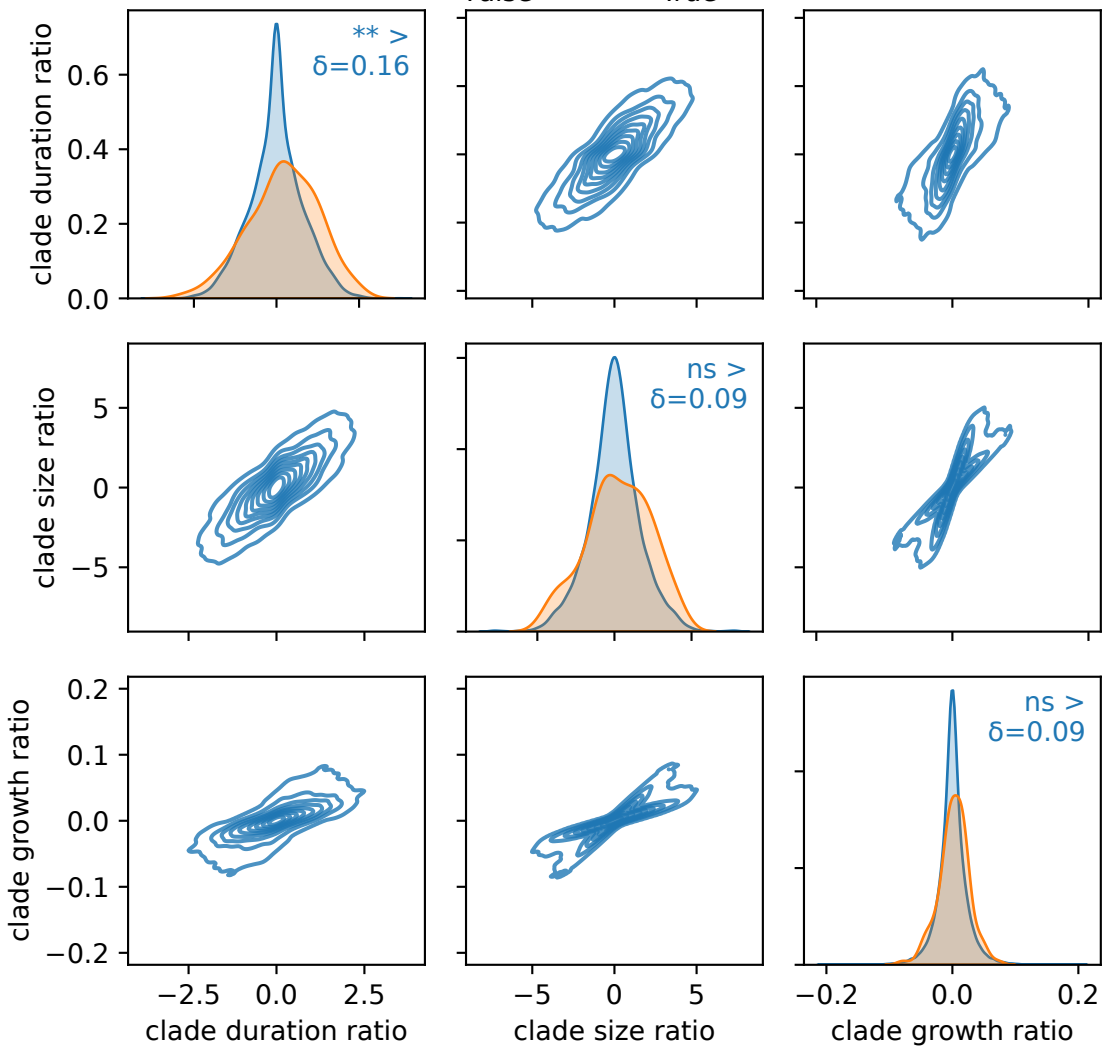 clade duration ratio
0.6
0.4
0.2
0.0
** >
δ=0.16
clade size ratio
5
0
−5
ns >
δ=0.09
clade growth ratio
0.2
0.1
0.0
−0.1
−0.2
ns >
δ=0.09
−2.5 0.0 2.5
clade duration ratio
−5 0 5
clade size ratio
−0.2 0.0 0.2
clade growth ratio